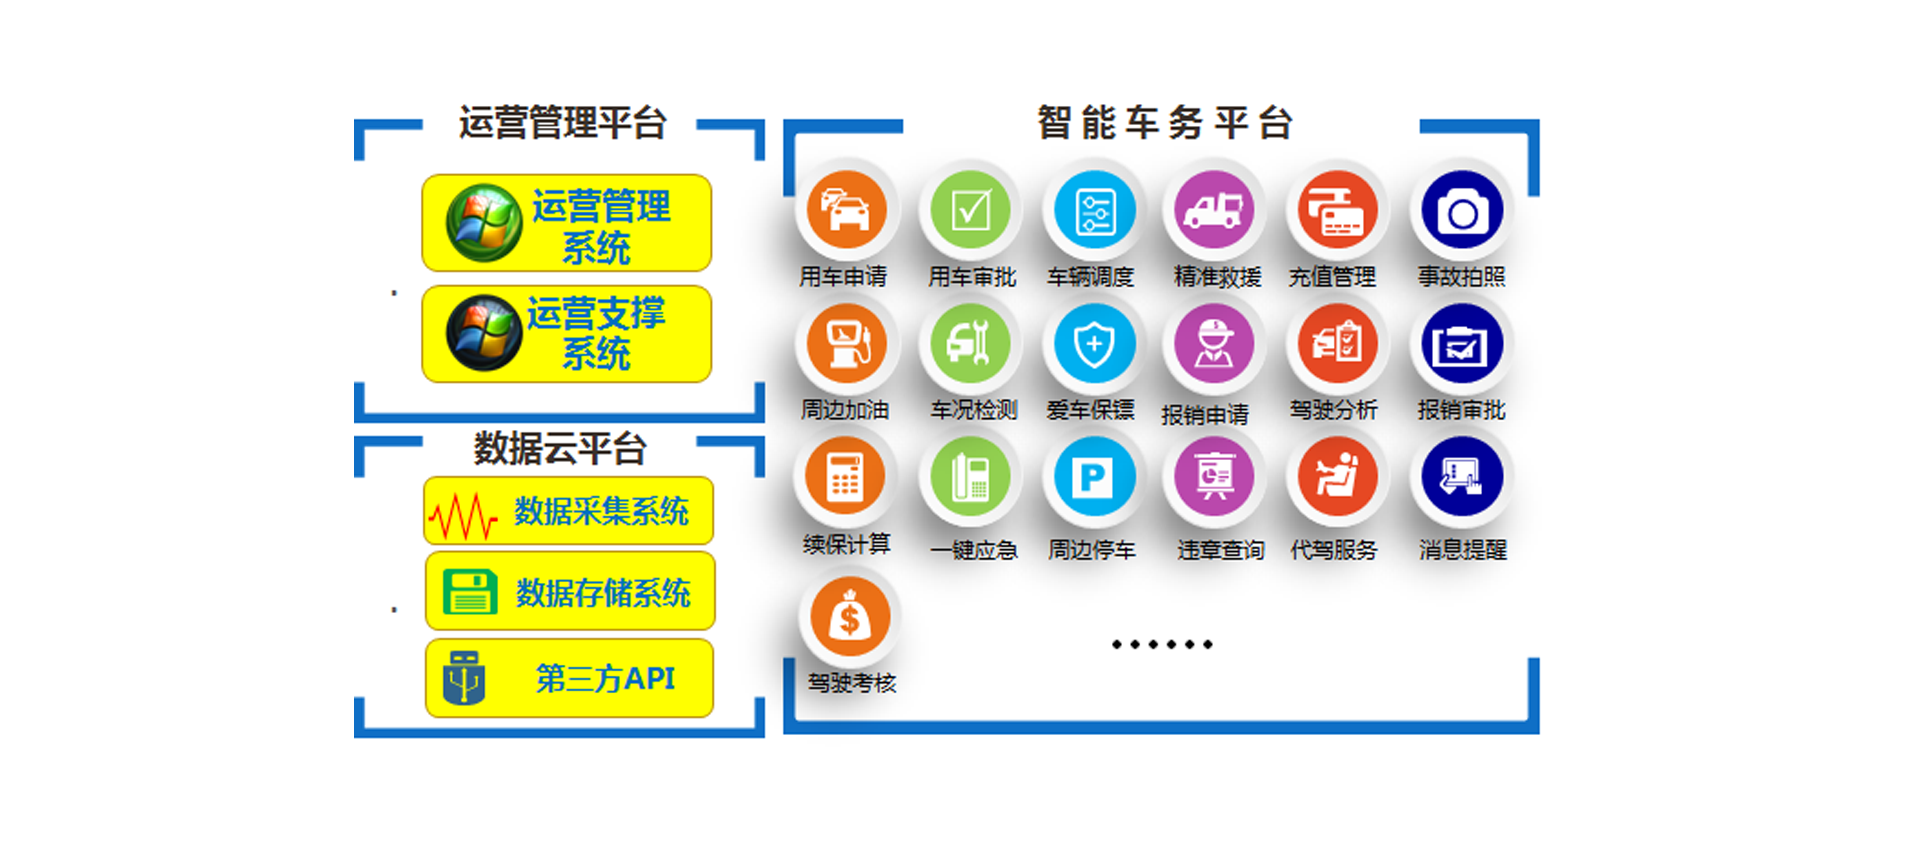 运营管理平台
运营管理
系统
运营支撑
系统
数据云平台
数据采集系统
数据存储系统
第三方API
智能车务平台
用车申请
用车审批
车辆调度
精准救援
充值管理
事故拍照
周边加油
车况检测
爱车保镖
报销申请
驾驶分析
报销审批
续保计算
一键应急
周边停车
违章查询
代驾服务
消息提醒
驾驶考核
······